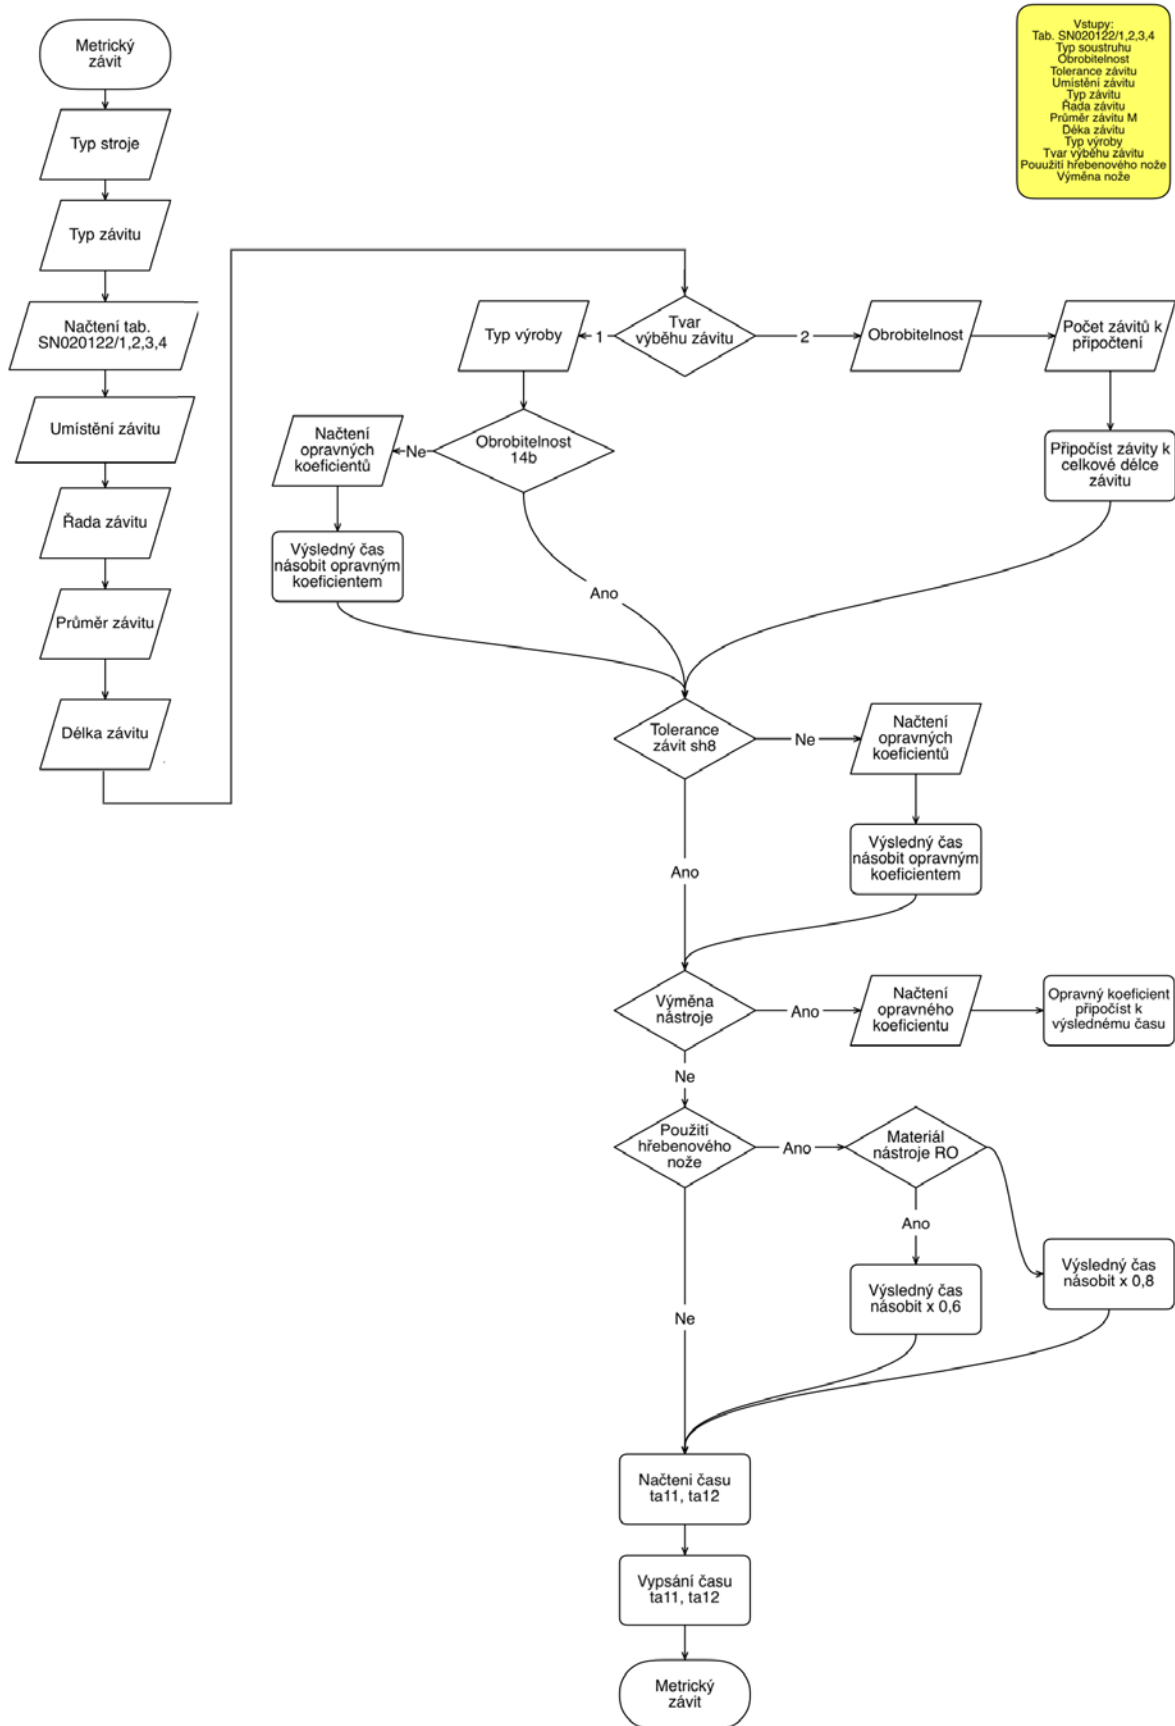 Metrický
závit
Typ stroje
Typ závitu
Načtení tab.
SN020122/1,2,3,4
Umístění závitu
Řada závitu
Průměr závitu
Délka závitu
Vstupy:
Tab. SN020122/1,2,3,4
Typ soustruhu
Obrobitelnost
Tolerance závitu
Umístění závitu
Typ závitu
Řada závitu
Průměr závitu M
Déka závitu
Typ výroby
Tvar výběhu závitu
Pouužití hřebenového nože
Výměna nože
Tvar
výběhu závitu
1
2
Typ výroby
Obrobitelnost
Počet závitů k
připočtení
Obrobitelnost
14b
Ne
Ano
Načtení
opravných
koeficientů
Výsledný čas
násobit opravným
koeficientem
Připočíst závity k
celkové délce
závitu
Tolerance
závit sh8
Ne
Ano
Načtení
opravných
koeficientů
Výsledný čas
násobit opravným
koeficientem
Výměna
nástroje
Ano
Ne
Načtení
opravného
koeficientu
Opravný koeficient
připočíst k
výslednému času
Použití
hřebenového
nože
Ano
Ne
Materiál
nástroje RO
Ano
Výsledný čas
násobit x 0,6
Výsledný čas
násobit x 0,8
Načteni času
ta11, ta12
Vypsání času
ta11, ta12
Metrický
závit